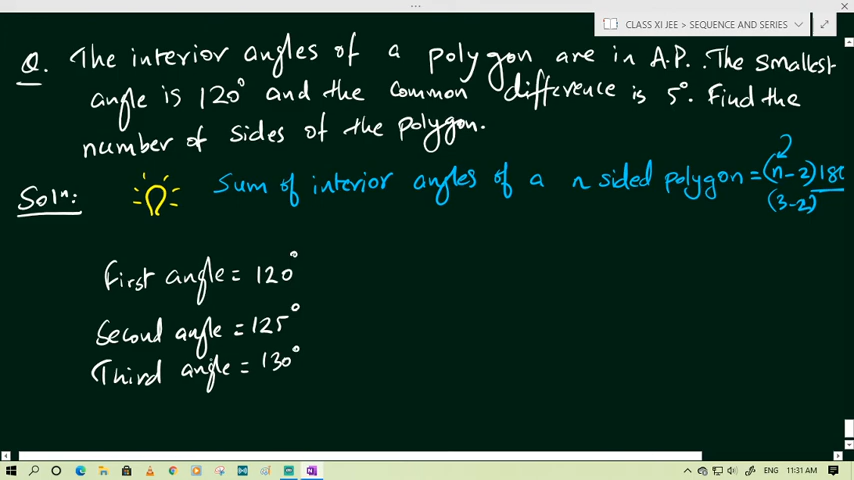 CLASS XI JEE > SEQUENCE AND SERIES
Q. The interior angles of a polygon are in A.P.. The smallest
angle is 120° and the common difference is 5°. Find the
number of sides of the polygon.
Solⁿ: Sum of interior angles of a n sided polygon = (n-2)180
(3-2)
First angle = 120°
Second angle = 125°
Third angle = 130°
ENG 11:31 AM